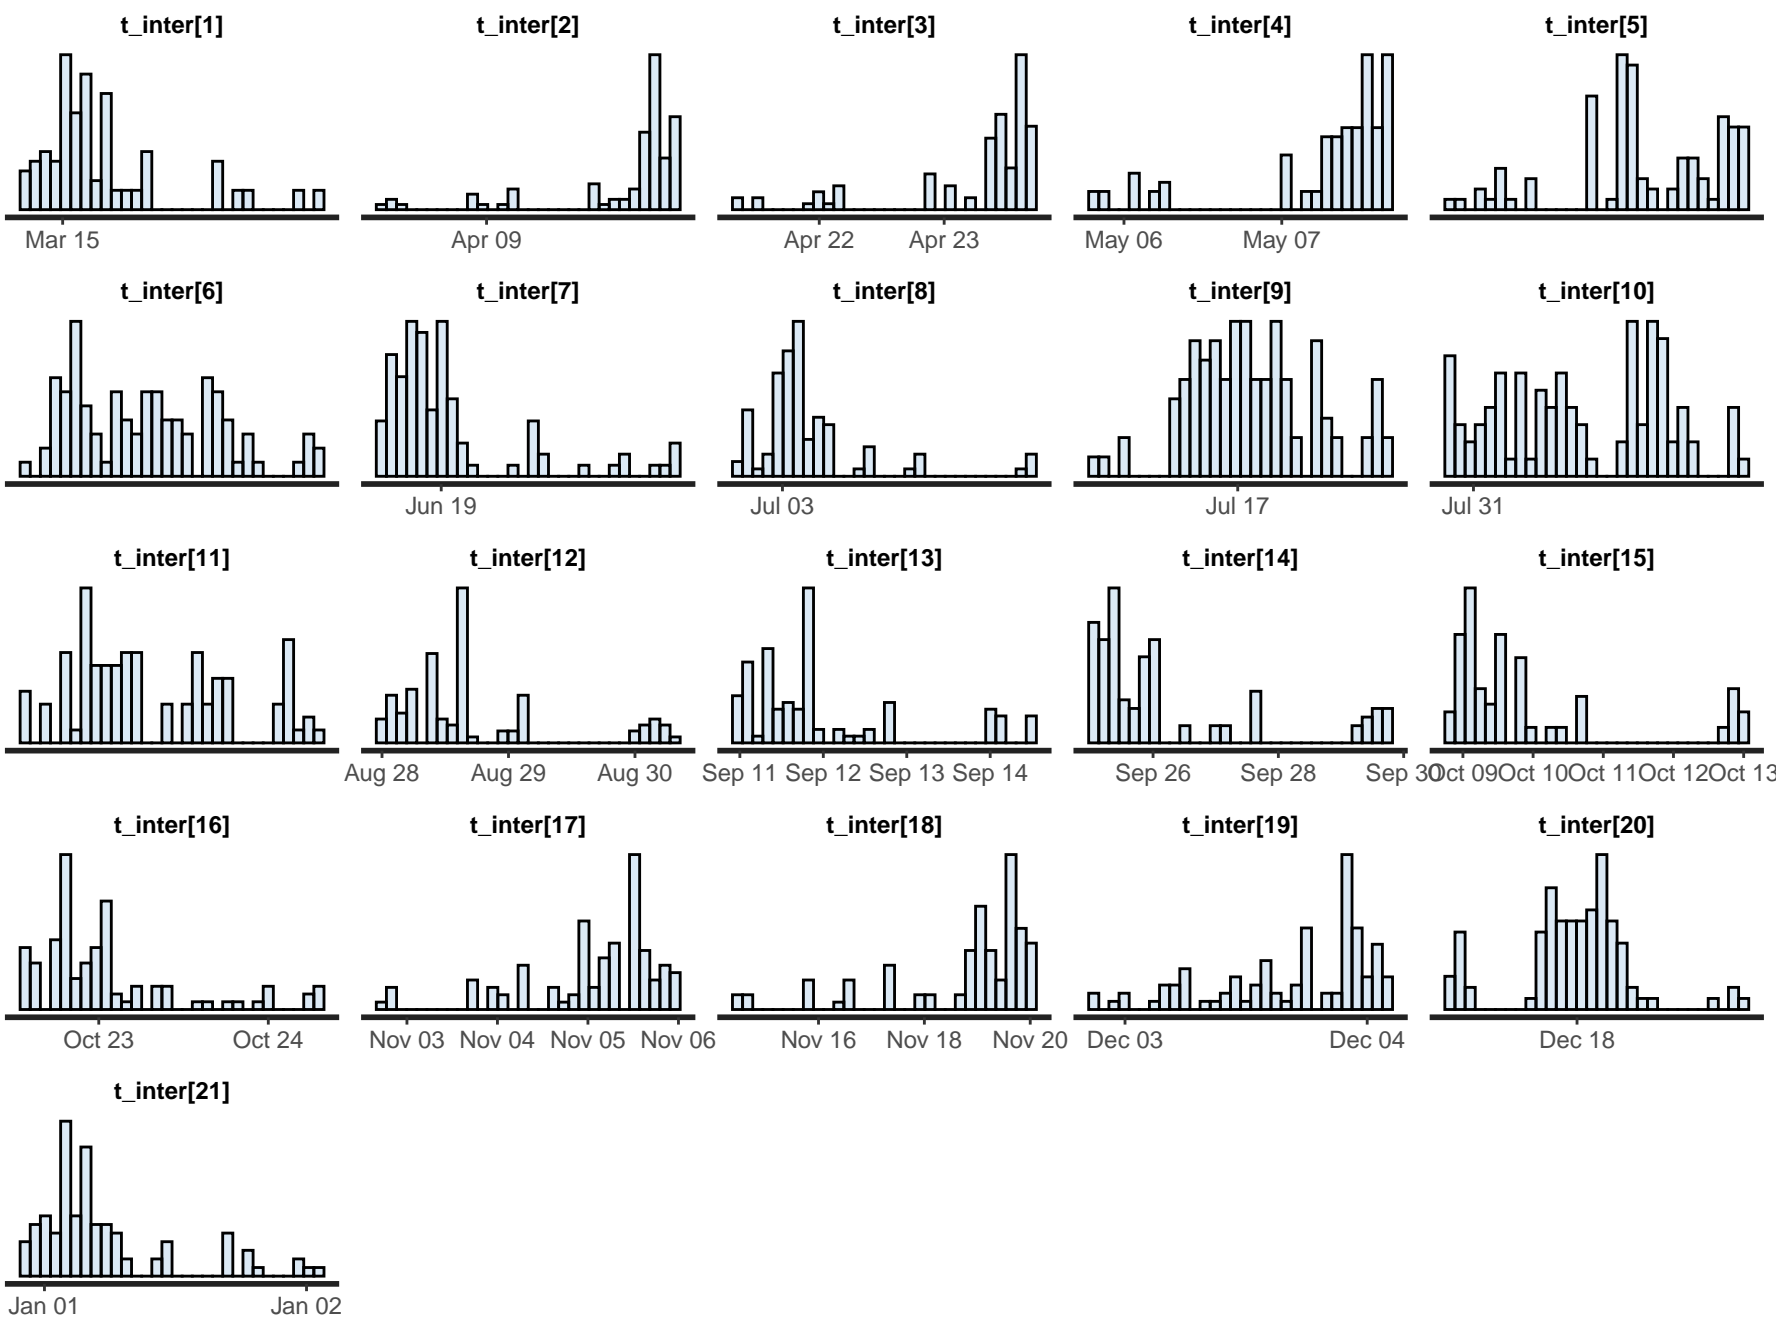 t_inter[1] t_inter[2] t_inter[3] t_inter[4] t_inter[5]
Mar 15 Apr 09 Apr 22 Apr 23 May 06 May 07
t_inter[6] t_inter[7] t_inter[8] t_inter[9] t_inter[10]
Jun 19 Jul 03 Jul 17 Jul 31
t_inter[11] t_inter[12] t_inter[13] t_inter[14] t_inter[15]
Aug 28 Aug 29 Aug 30 Sep 11 Sep 12 Sep 13 Sep 14 Sep 26 Sep 28 Sep 30 Oct 09 Oct 10 Oct 11 Oct 12 Oct 13
t_inter[16] t_inter[17] t_inter[18] t_inter[19] t_inter[20]
Oct 23 Oct 24 Nov 03 Nov 04 Nov 05 Nov 06 Nov 16 Nov 18 Nov 20 Dec 03 Dec 04 Dec 18
t_inter[21]
Jan 01 Jan 02